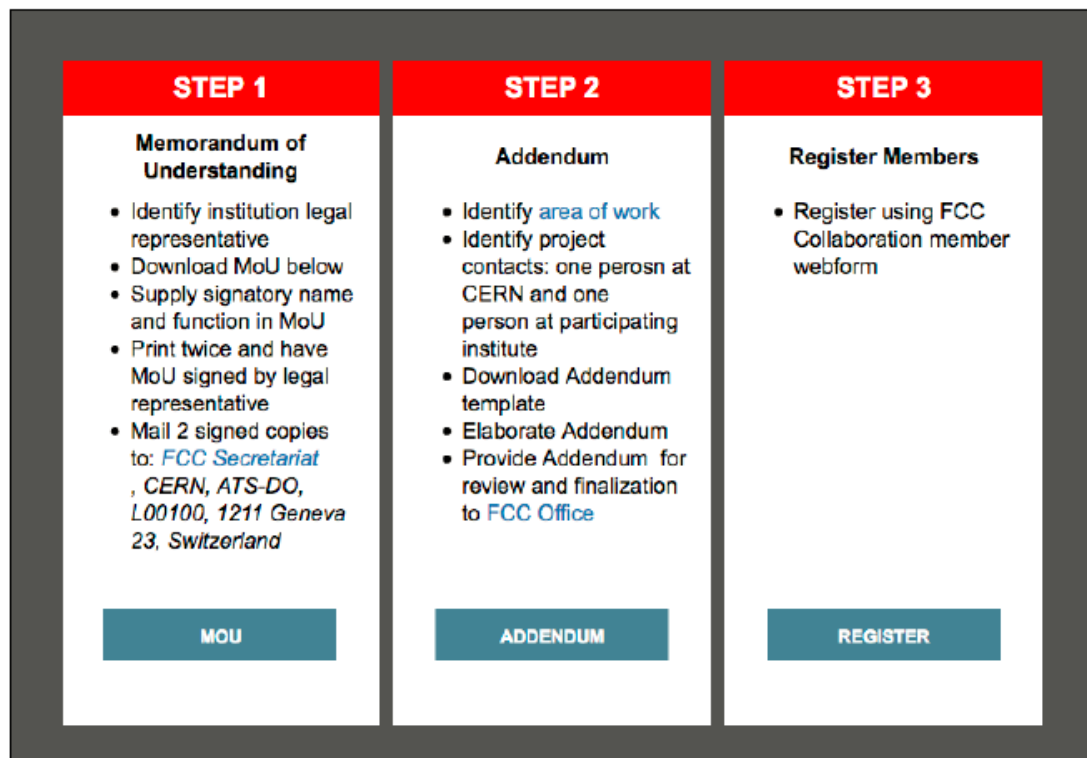 STEP 1
Memorandum of
Understanding
• Identify institution legal
representative
• Download MoU below
• Supply signatory name
and function in MoU
• Print twice and have
MoU signed by legal
representative
• Mail 2 signed copies
to: FCC Secretariat
, CERN, ATS-DO,
L00100, 1211 Geneva
23, Switzerland
MOU
STEP 2
Addendum
• Identify area of work
• Identify project
contacts: one perosn at
CERN and one
person at participating
institute
• Download Addendum
template
• Elaborate Addendum
• Provide Addendum for
review and finalization
to FCC Office
ADDENDUM
STEP 3
Register Members
• Register using FCC
Collaboration member
webform
REGISTER